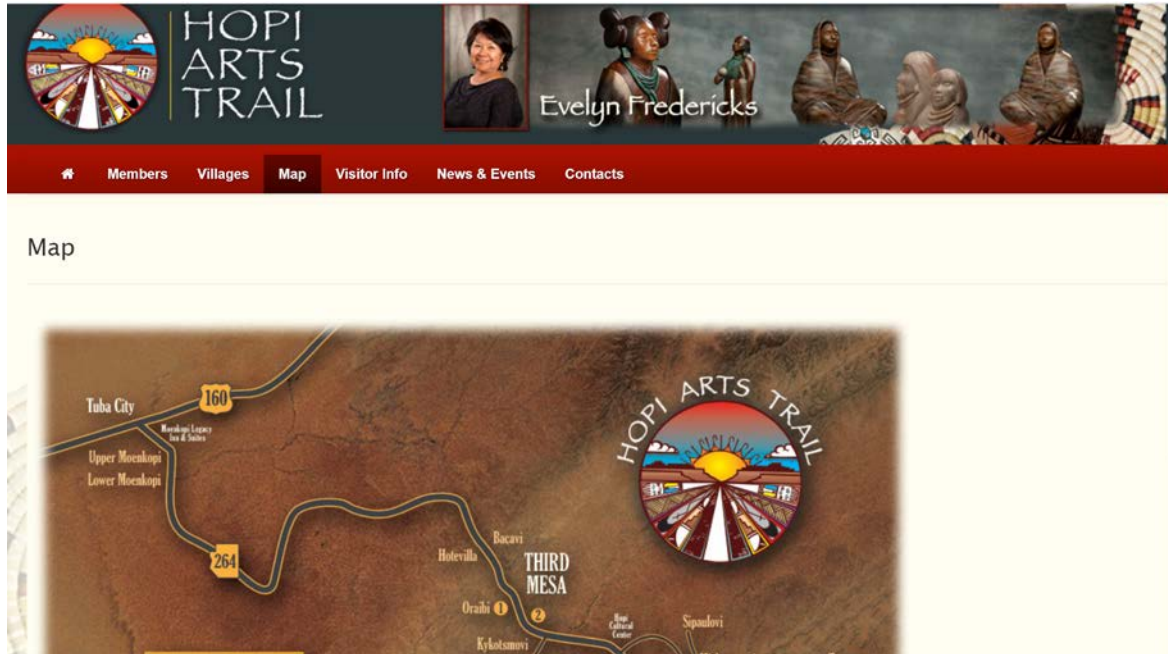 HOPI
ARTS
TRAIL
Evelyn Fredericks
Members Villages Map Visitor Info News & Events Contacts
Map
HOPI ARTS TRAIL
160
Tuba City
Moenkopi Legacy
Inn & Suites
Upper Moenkopi
Lower Moenkopi
264
Bacavi
Hotevilla
THIRD
MESA
Oraibi 1
2
Hopi
Cultural
Center
Sipaulovi
Kykotsmovi